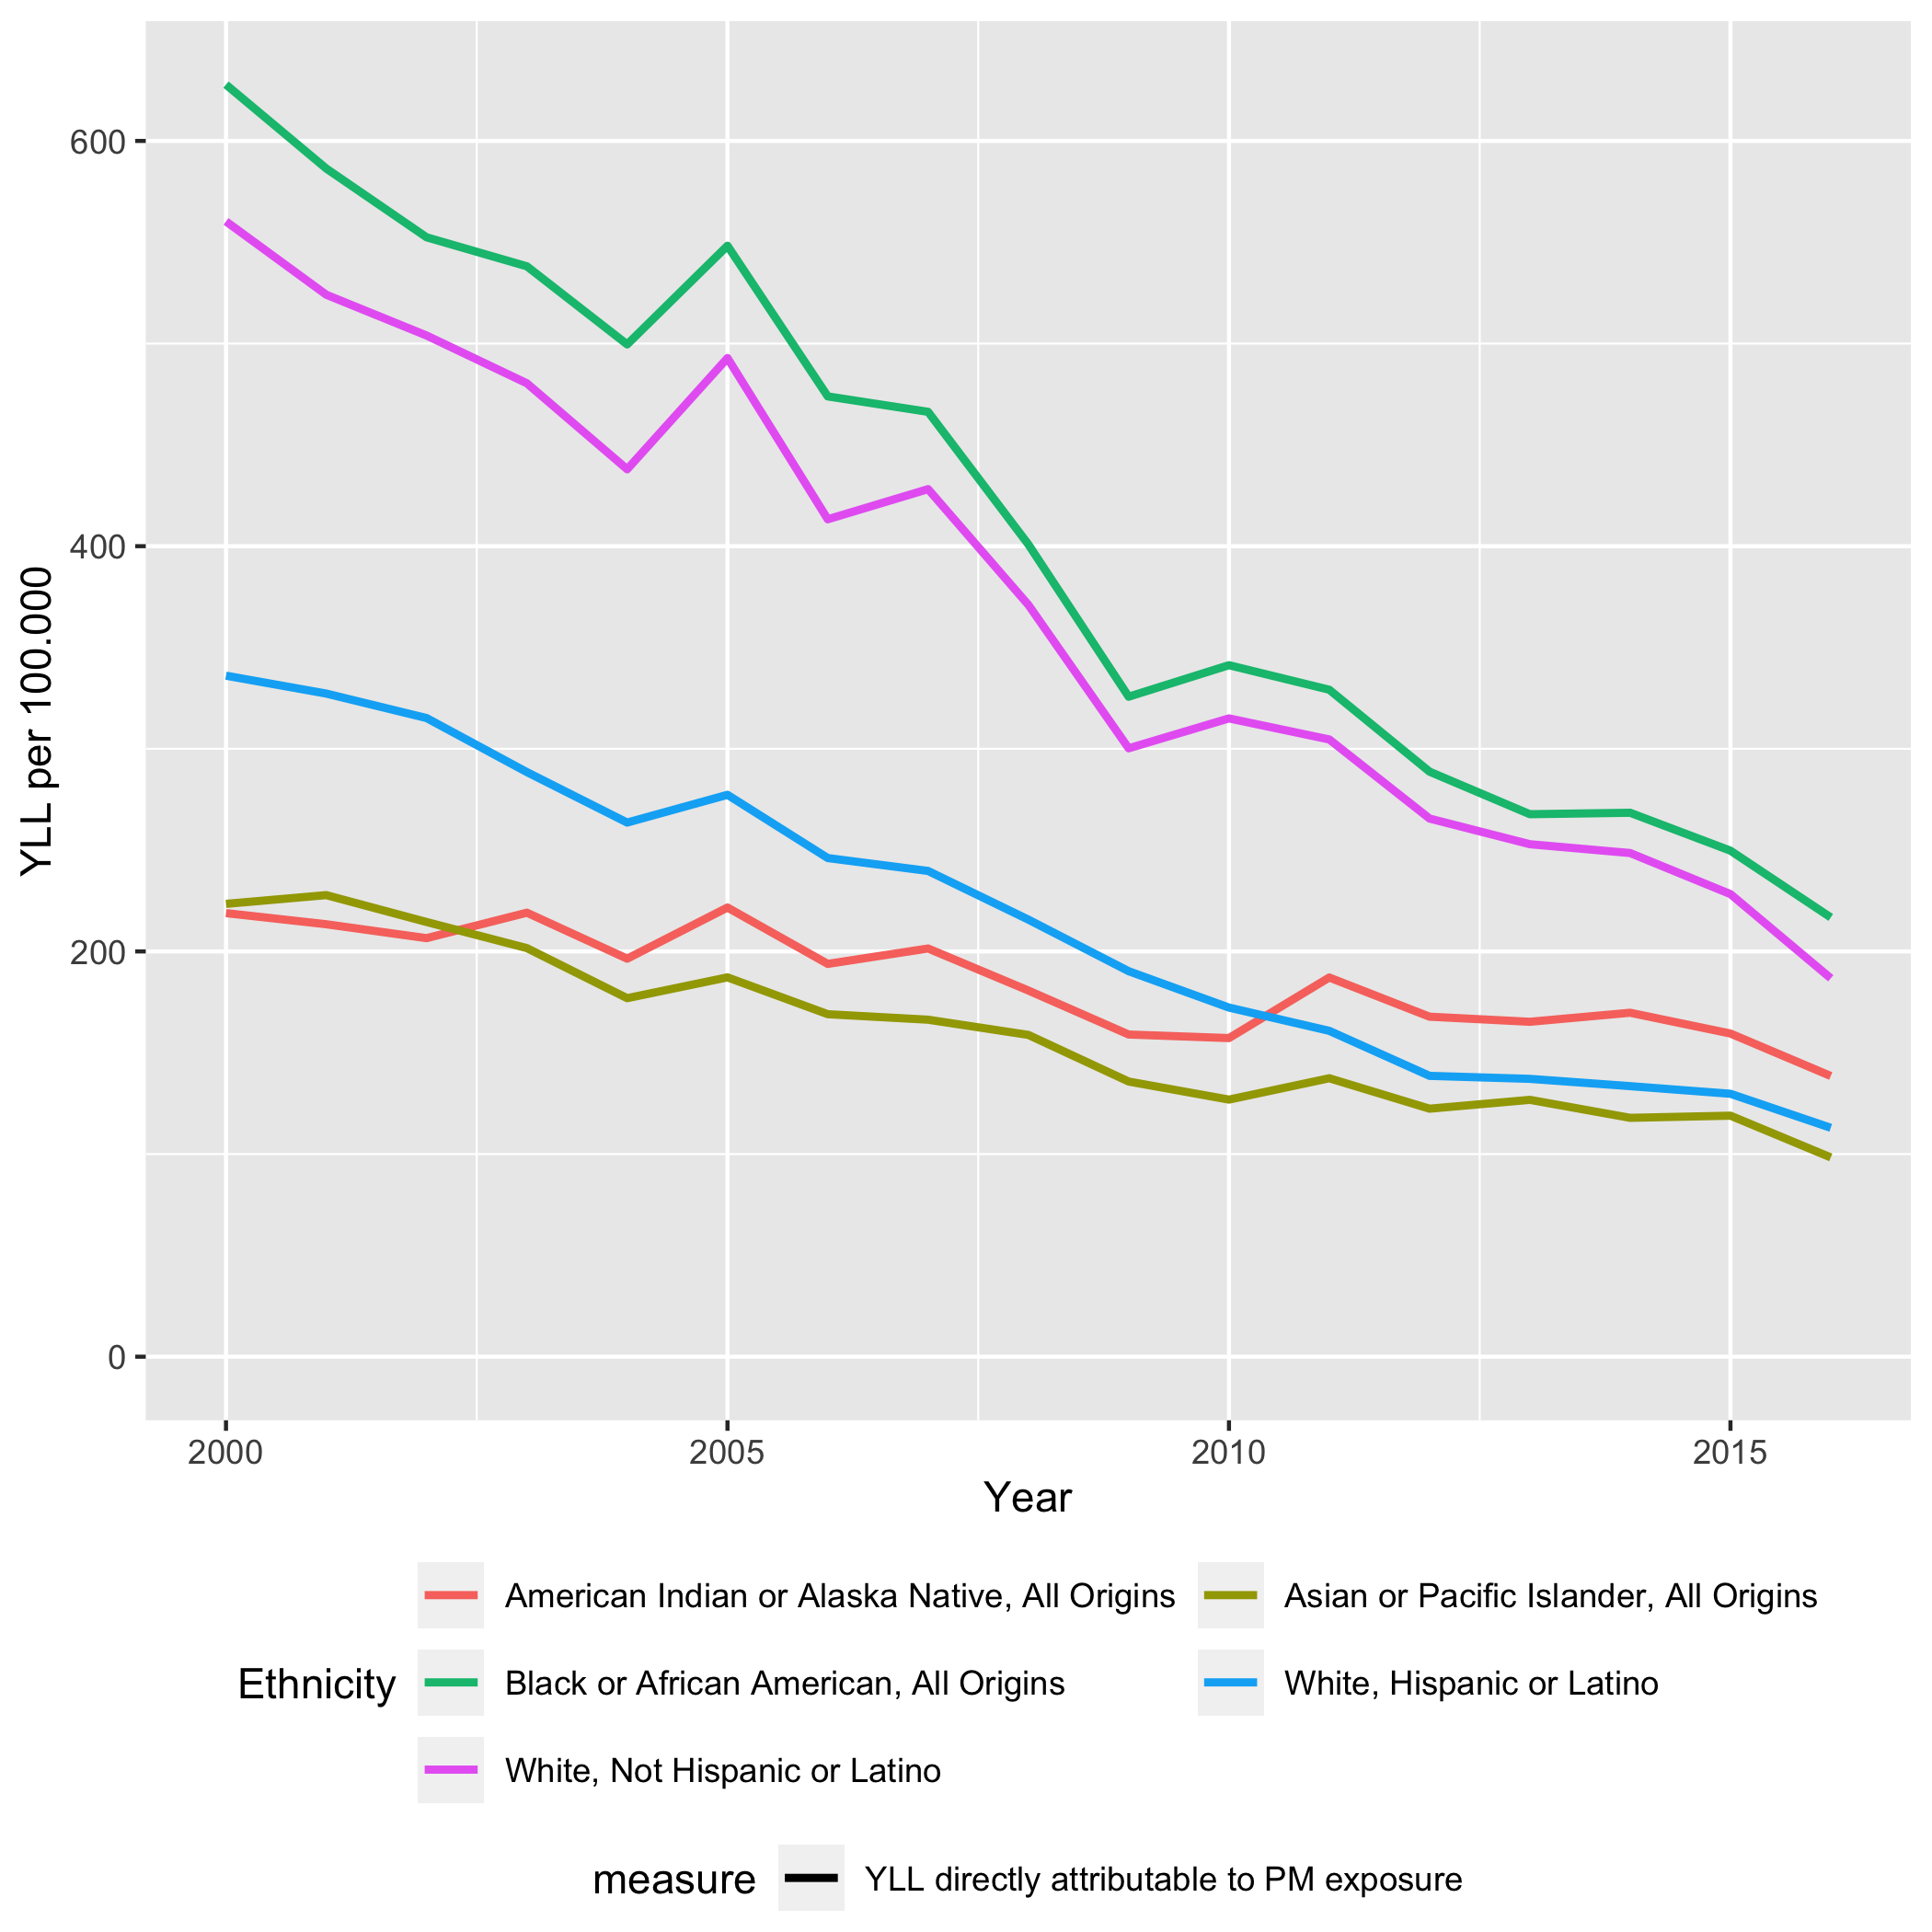 600
400
200
0
YLL per 100.000
2000 2005 2010 2015
Year
Ethnicity
American Indian or Alaska Native, All Origins
Asian or Pacific Islander, All Origins
Black or African American, All Origins
White, Hispanic or Latino
White, Not Hispanic or Latino
measure
YLL directly attributable to PM exposure